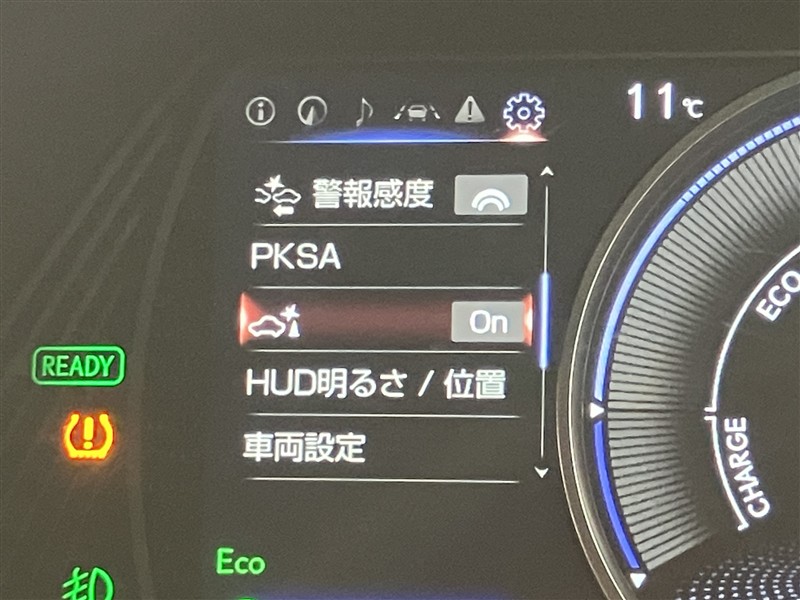 11℃
警報感度
PKSA
On
HUD明るさ / 位置
車両設定
READY
Eco
ECO
CHARGE